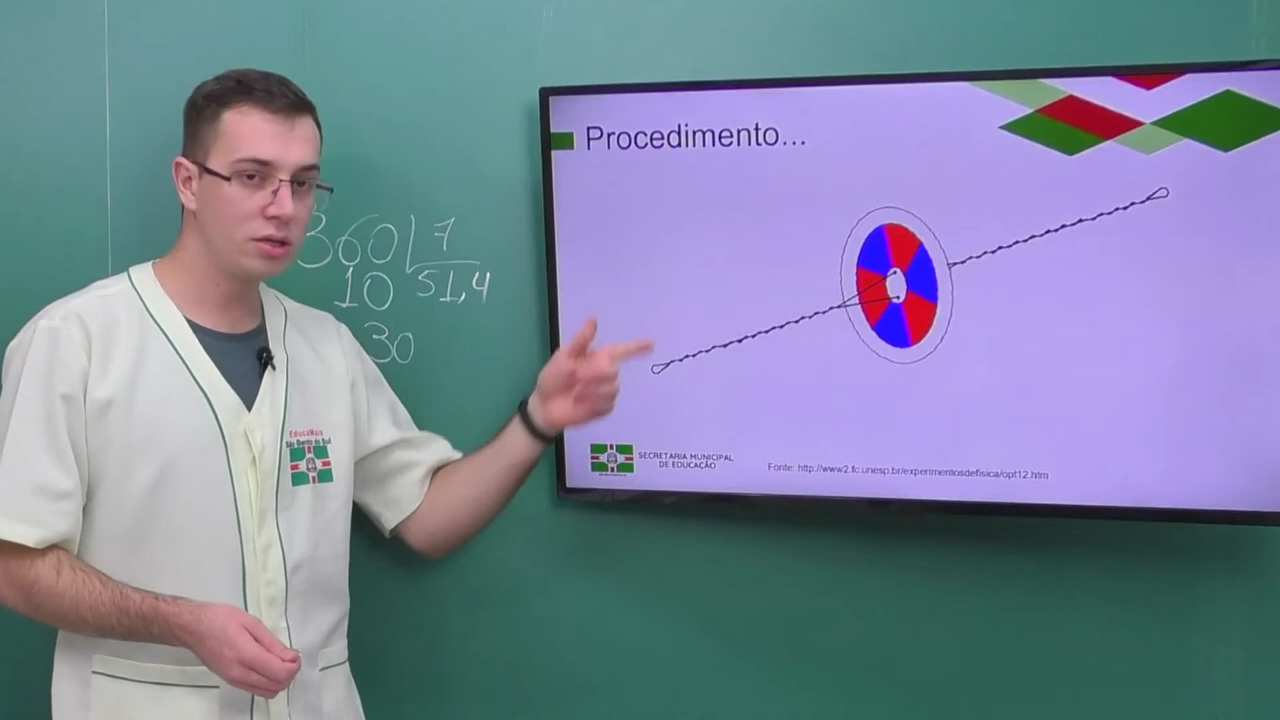 Procedimento...
360 7
10 51,4
30
EducaMais
São Bento do Sul
SECRETARIA MUNICIPAL
DE EDUCAÇÃO
Fonte: http://www2.fc.unesp.br/experimentosdefisica/opt12.htm